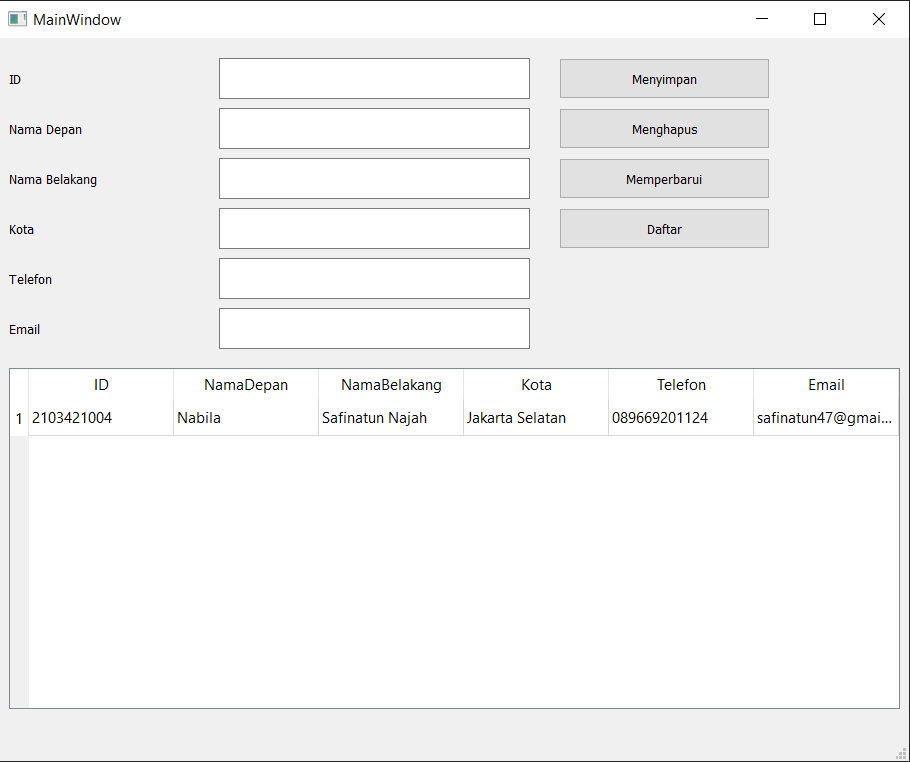 MainWindow
ID
Menyimpan
Nama Depan
Menghapus
Nama Belakang
Memperbarui
Kota
Daftar
Telefon
Email
ID NamaDepan NamaBelakang Kota Telefon Email
1 2103421004 Nabila Safinatun Najah Jakarta Selatan 089669201124 safinatun47@gmai...